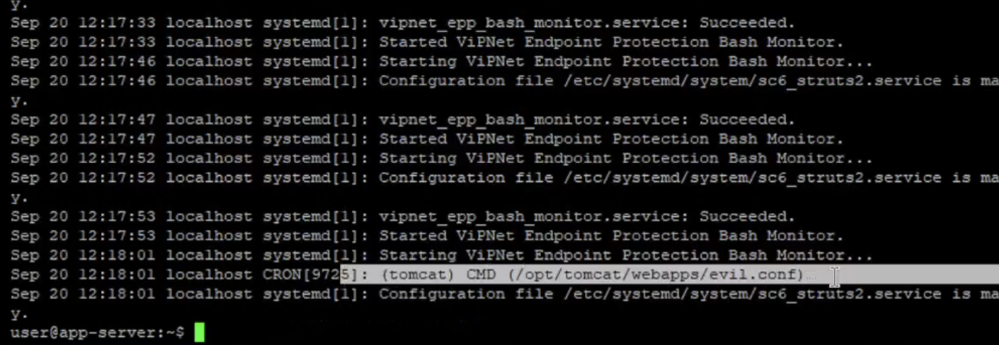 y.
Sep 20 12:17:33 localhost systemd[1]: vipnet_epp_bash_monitor.service: Succeeded.
Sep 20 12:17:33 localhost systemd[1]: Started ViPNet Endpoint Protection Bash Monitor.
Sep 20 12:17:46 localhost systemd[1]: Starting ViPNet Endpoint Protection Bash Monitor...
Sep 20 12:17:46 localhost systemd[1]: Configuration file /etc/systemd/system/sc6_struts2.service is ma
y.
Sep 20 12:17:47 localhost systemd[1]: vipnet_epp_bash_monitor.service: Succeeded.
Sep 20 12:17:47 localhost systemd[1]: Started ViPNet Endpoint Protection Bash Monitor.
Sep 20 12:17:52 localhost systemd[1]: Starting ViPNet Endpoint Protection Bash Monitor...
Sep 20 12:17:52 localhost systemd[1]: Configuration file /etc/systemd/system/sc6_struts2.service is ma
y.
Sep 20 12:17:53 localhost systemd[1]: vipnet_epp_bash_monitor.service: Succeeded.
Sep 20 12:17:53 localhost systemd[1]: Started ViPNet Endpoint Protection Bash Monitor.
Sep 20 12:18:01 localhost systemd[1]: Starting ViPNet Endpoint Protection Bash Monitor...
Sep 20 12:18:01 localhost CRON[9725]: (tomcat) CMD (/opt/tomcat/webapps/evil.conf)
Sep 20 12:18:01 localhost systemd[1]: Configuration file /etc/systemd/system/sc6_struts2.service is ma
y.
user@app-server:~$